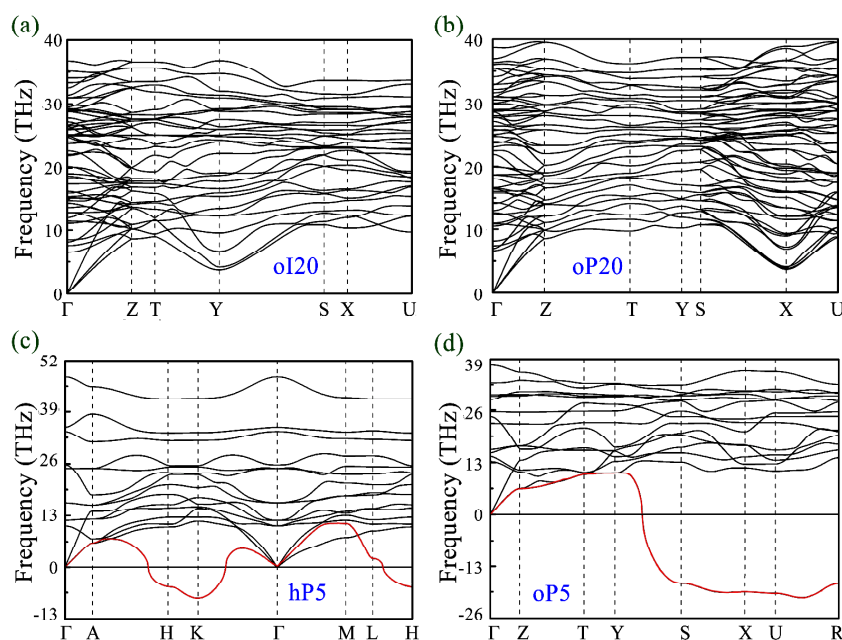 (a)
(b)
Frequency (THz)
40
30
20
10
0
oI20
Γ Z T Y S X U
Frequency (THz)
40
30
20
10
0
oP20
Γ Z T Y S X U
(c)
(d)
Frequency (THz)
52
39
26
13
0
-13
hP5
Γ A H K Γ M L H
Frequency (THz)
39
26
13
0
-13
-26
oP5
Γ Z T Y S X U R